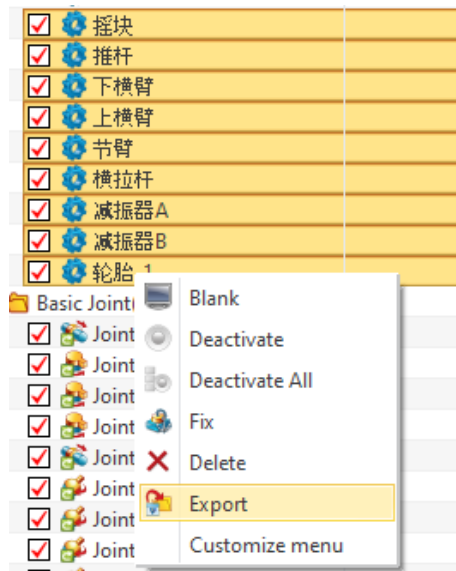 摇块
推杆
下横臂
上横臂
节臂
横拉杆
减振器A
减振器B
轮胎-1
Basic Joint(
Joint
Joint
Joint
Joint
Joint
Joint
Joint
Joint
Blank
Deactivate
Deactivate All
Fix
Delete
Export
Customize menu